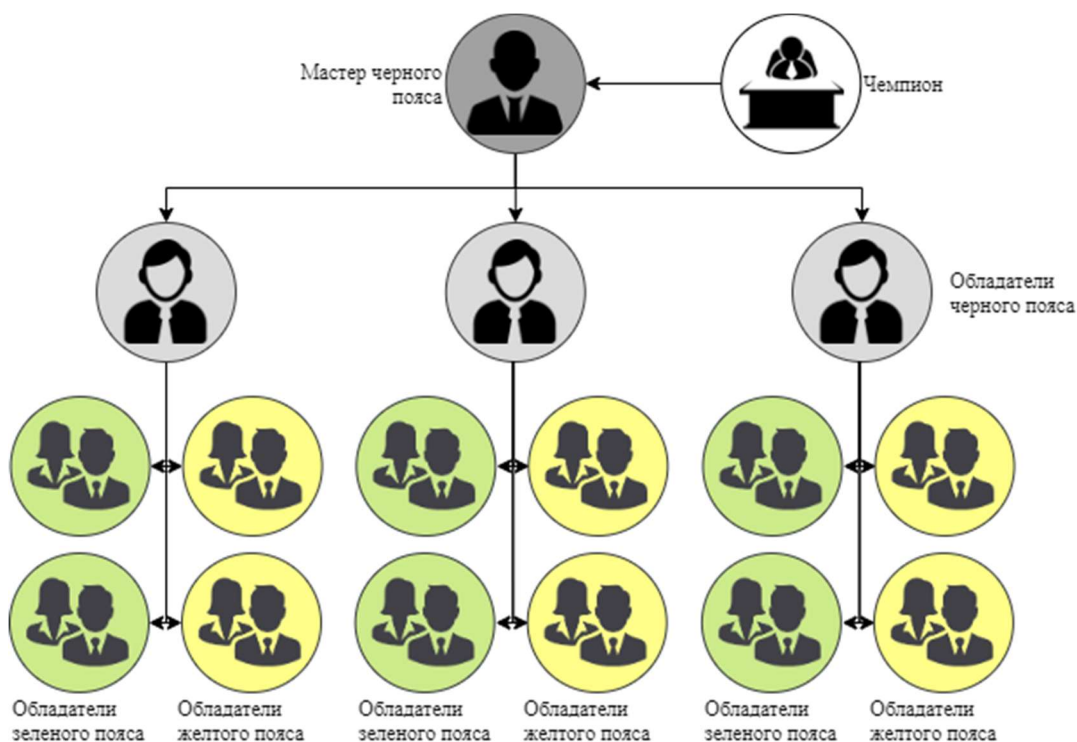 Мастер черного
пояса
Чемпион
Обладатели
черного пояса
Обладатели
зеленого пояса
Обладатели
желтого пояса
Обладатели
зеленого пояса
Обладатели
желтого пояса
Обладатели
зеленого пояса
Обладатели
желтого пояса